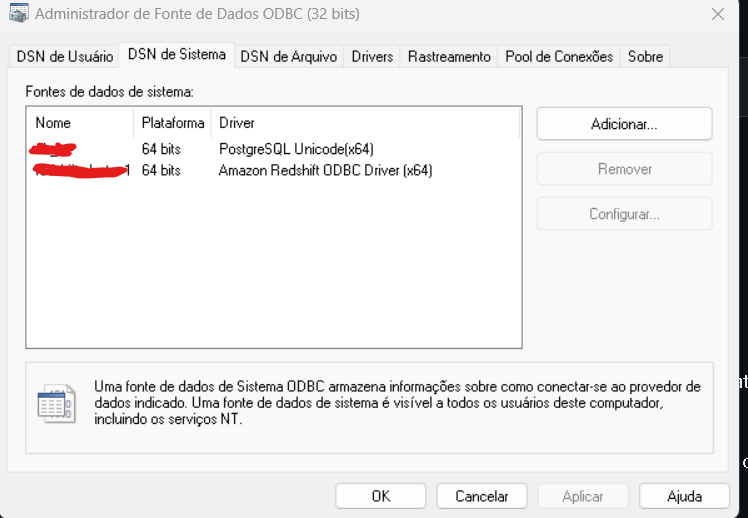 Administrador de Fonte de Dados ODBC (32 bits)
DSN de Usuário DSN de Sistema DSN de Arquivo Drivers Rastreamento Pool de Conexões Sobre
Fontes de dados de sistema:
Nome Plataforma Driver
64 bits PostgreSQL Unicode(x64)
64 bits Amazon Redshift ODBC Driver (x64)
Adicionar...
Remover
Configurar...
Uma fonte de dados de Sistema ODBC armazena informações sobre como conectar-se ao provedor de
dados indicado. Uma fonte de dados de sistema é visível a todos os usuários deste computador,
incluindo os serviços NT.
OK Cancelar Aplicar Ajuda